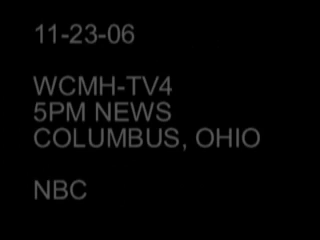 11-23-06
WCMH-TV4
5PM NEWS
COLUMBUS, OHIO
NBC